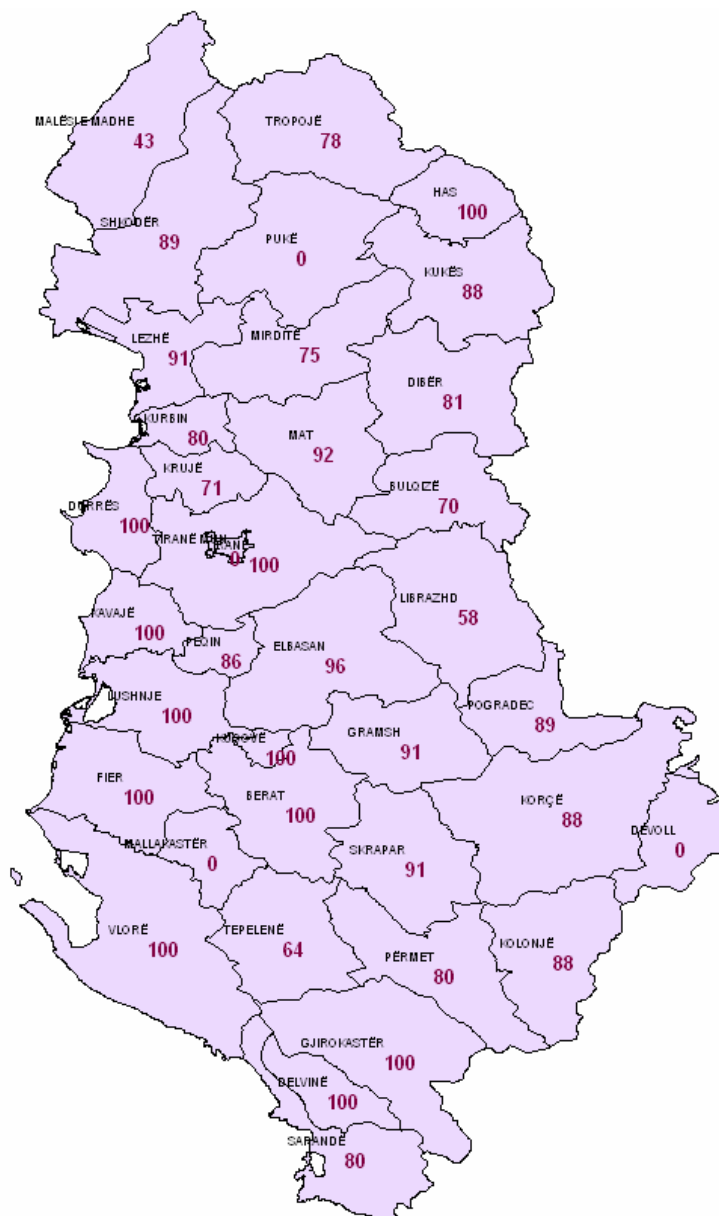 MALËSI E MADHE
43
TROPOJË
78
HAS
100
SHKODËR
89
PUKË
0
KUKËS
88
LEZHË
91
MIRDITË
75
DIBËR
81
KURBIN
80
MAT
92
KRUJË
71
BULQIZË
70
DURRËS
100
0
100
LIBRAZHD
58
KAVAJË
100
PEQIN
86
ELBASAN
96
LUSHNJE
100
POGRADEC
89
KUÇOVË
100
GRAMSH
91
FIER
100
BERAT
100
KORÇË
88
DEVOLL
0
MALLAKASTËR
0
SKRAPAR
91
VLORË
100
TEPELENË
64
PËRMET
80
KOLONJË
88
GJIROKASTËR
100
DELVINË
100
SARANDË
80